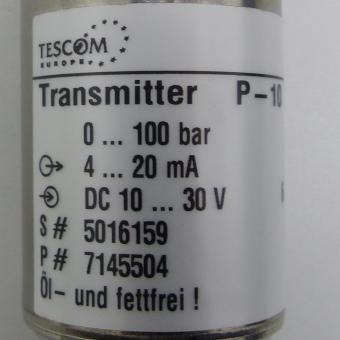 TESCOM
EUROPE
Transmitter P-10
0 ... 100 bar
4 ... 20 mA
DC 10 ... 30 V
S# 5016159
P# 7145504
Öl- und fettfrei !